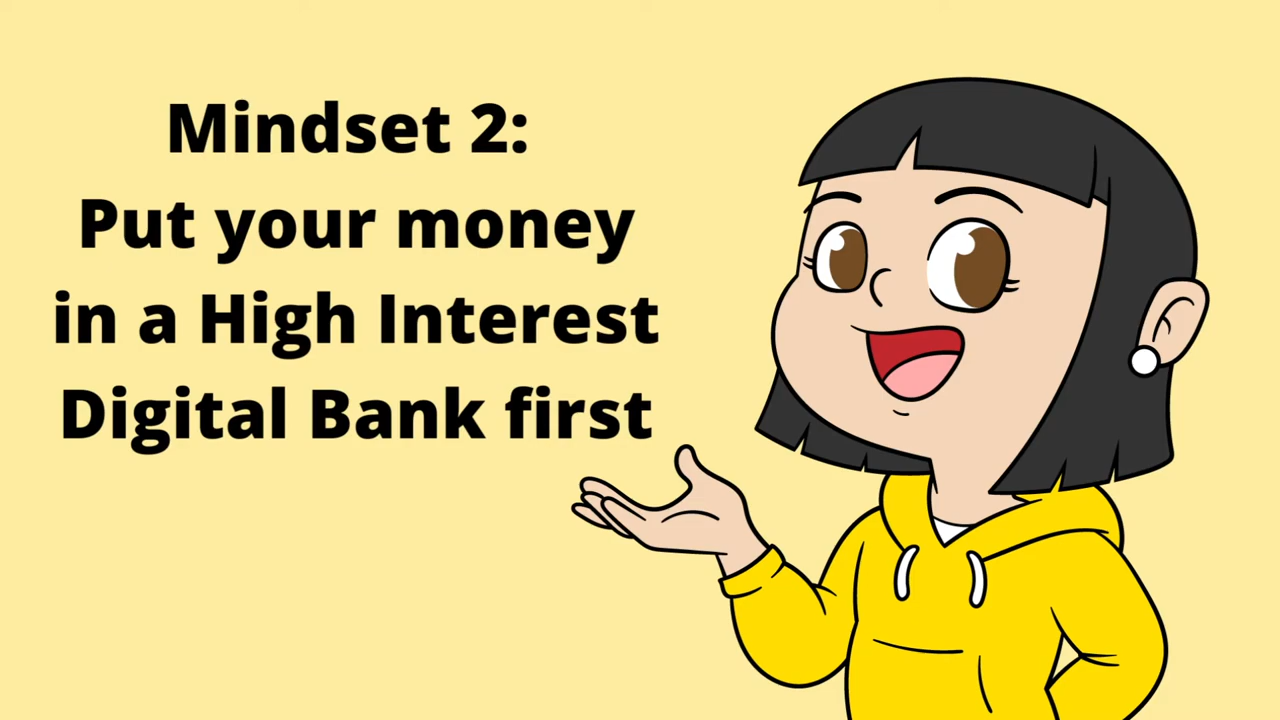 Mindset 2:
Put your money
in a High Interest
Digital Bank first